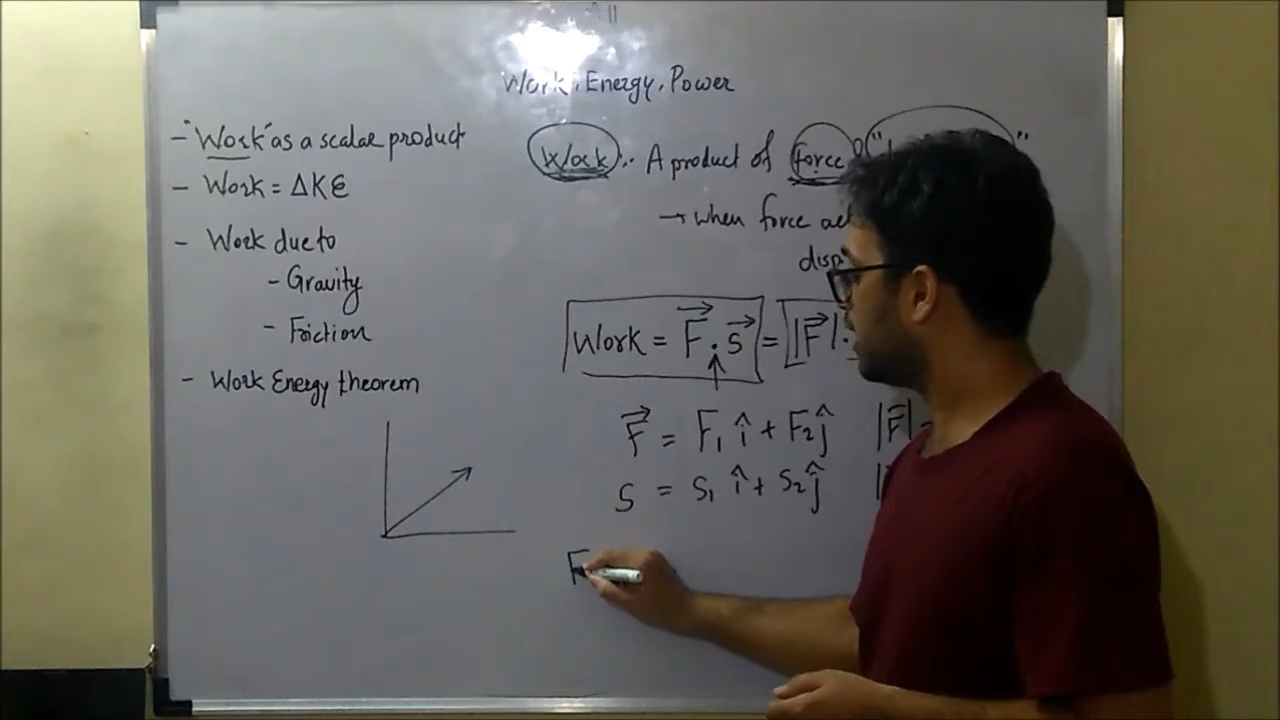 Work, Energy, Power
- "Work" as a scalar product
- Work = ΔKE
- Work due to
- Gravity
- Friction
- Work Energy theorem
Work:. A product of force
→ when force
Work = F⃗ . s⃗ = |F⃗|.
F⃗ = F₁ î + F₂ ĵ |F|
S = S₁ î + S₂ ĵ
F